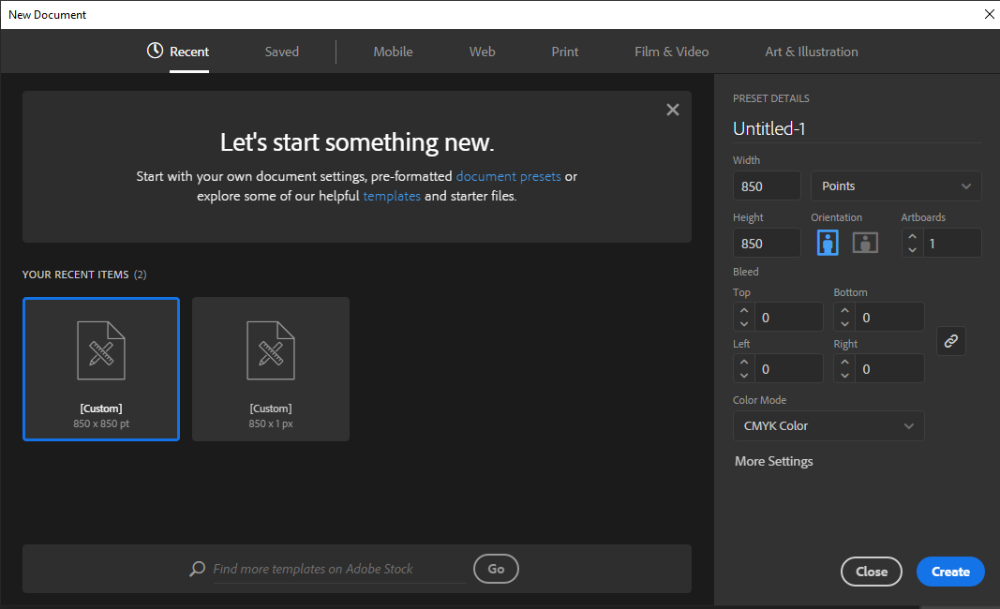 New Document
Recent
Saved
Mobile
Web
Print
Film & Video
Art & Illustration
Let's start something new.
Start with your own document settings, pre-formatted document presets or
explore some of our helpful templates and starter files.
YOUR RECENT ITEMS (2)
[Custom]
850 x 850 pt
[Custom]
850 x 1 px
Find more templates on Adobe Stock
Go
PRESET DETAILS
Untitled-1
Width
850
Points
Height
Orientation
Artboards
850
1
Bleed
Top
Bottom
0
0
Left
Right
0
0
Color Mode
CMYK Color
More Settings
Close
Create